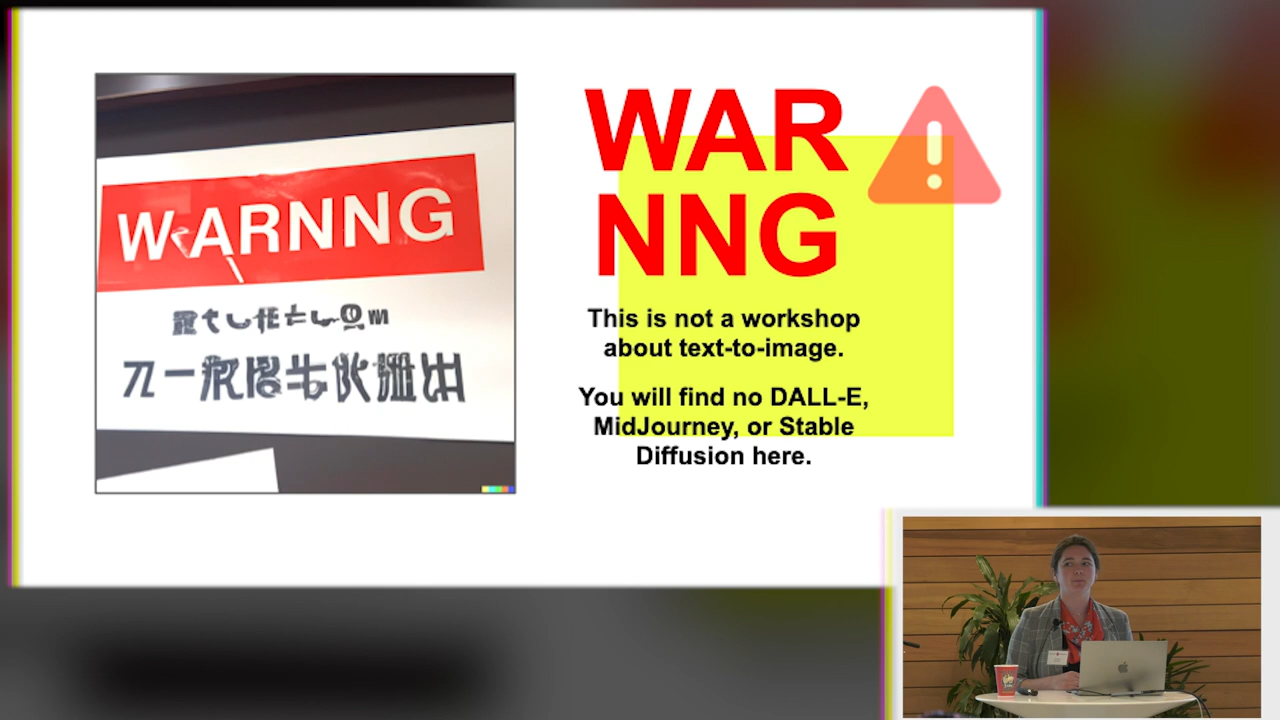 WARNNG
WAR
NNG
This is not a workshop
about text-to-image.
You will find no DALL-E,
MidJourney, or Stable
Diffusion here.